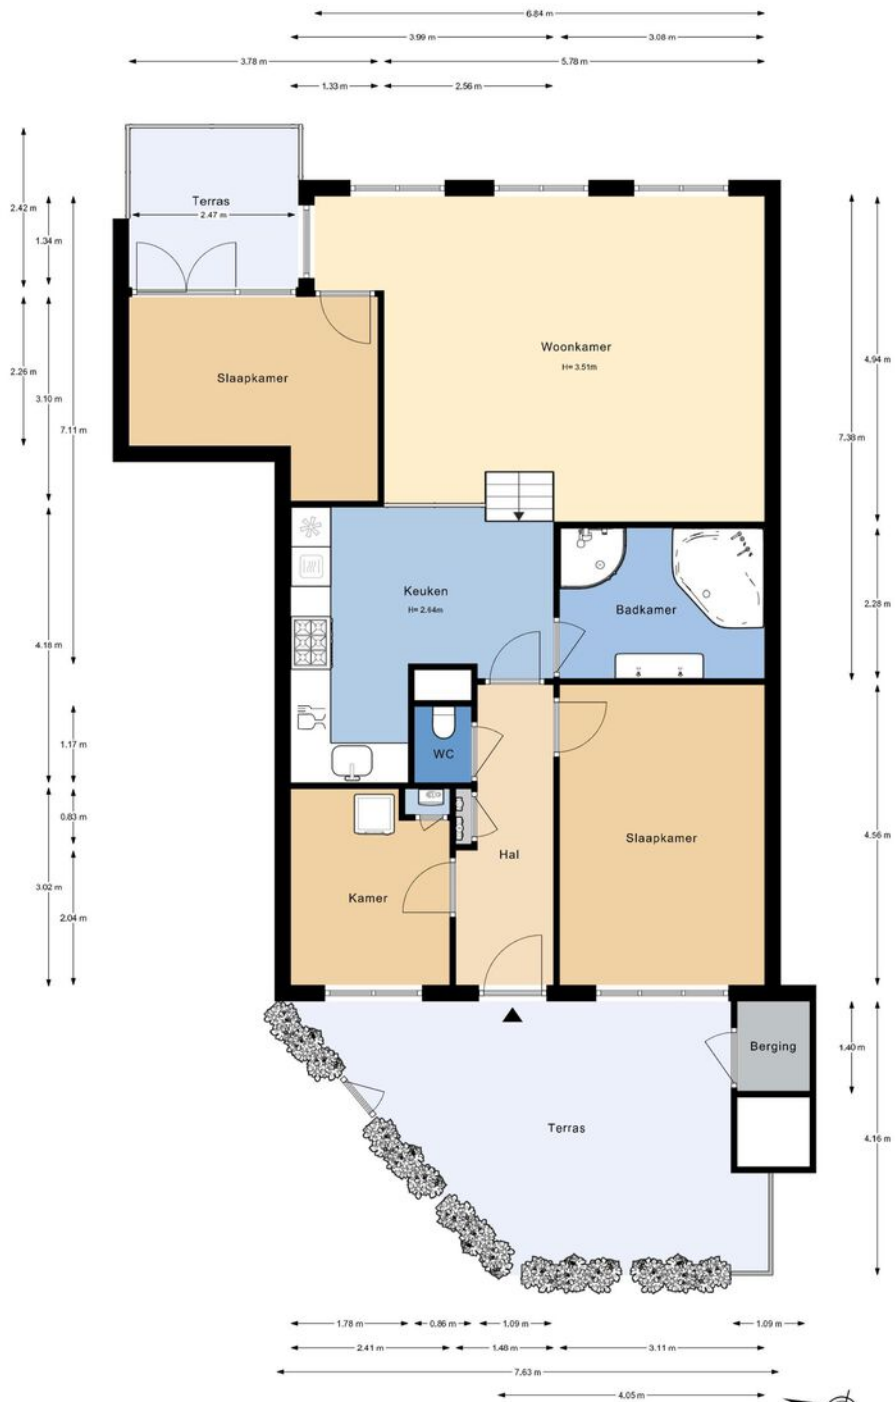 6.84 m
3.99 m
3.08 m
3.78 m
5.78 m
1.33 m
2.56 m
2.42 m
1.34 m
Terras
2.47 m
Woonkamer
H= 3.51m
4.94 m
Slaapkamer
2.26 m
3.10 m
7.11 m
7.38 m
Keuken
H= 2.64m
Badkamer
2.28 m
4.18 m
1.17 m
WC
0.83 m
Slaapkamer
4.56 m
Hal
3.02 m
Kamer
2.04 m
Berging
1.40 m
Terras
4.16 m
1.78 m
0.86 m
1.09 m
1.09 m
2.41 m
1.48 m
3.11 m
7.63 m
4.05 m